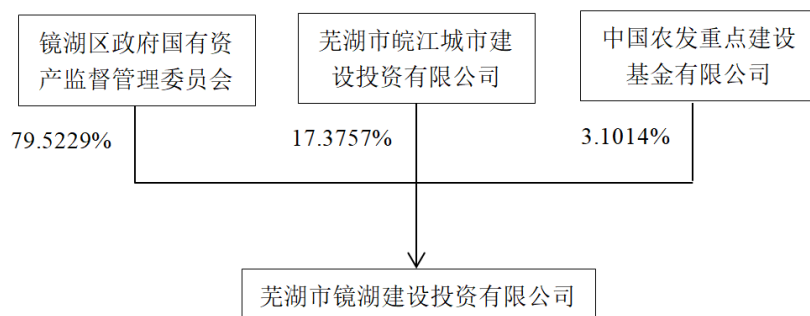 镜湖区政府国有资
产监督管理委员会
芜湖市皖江城市建
设投资有限公司
中国农发重点建设
基金有限公司
79.5229%
17.3757%
3.1014%
芜湖市镜湖建设投资有限公司